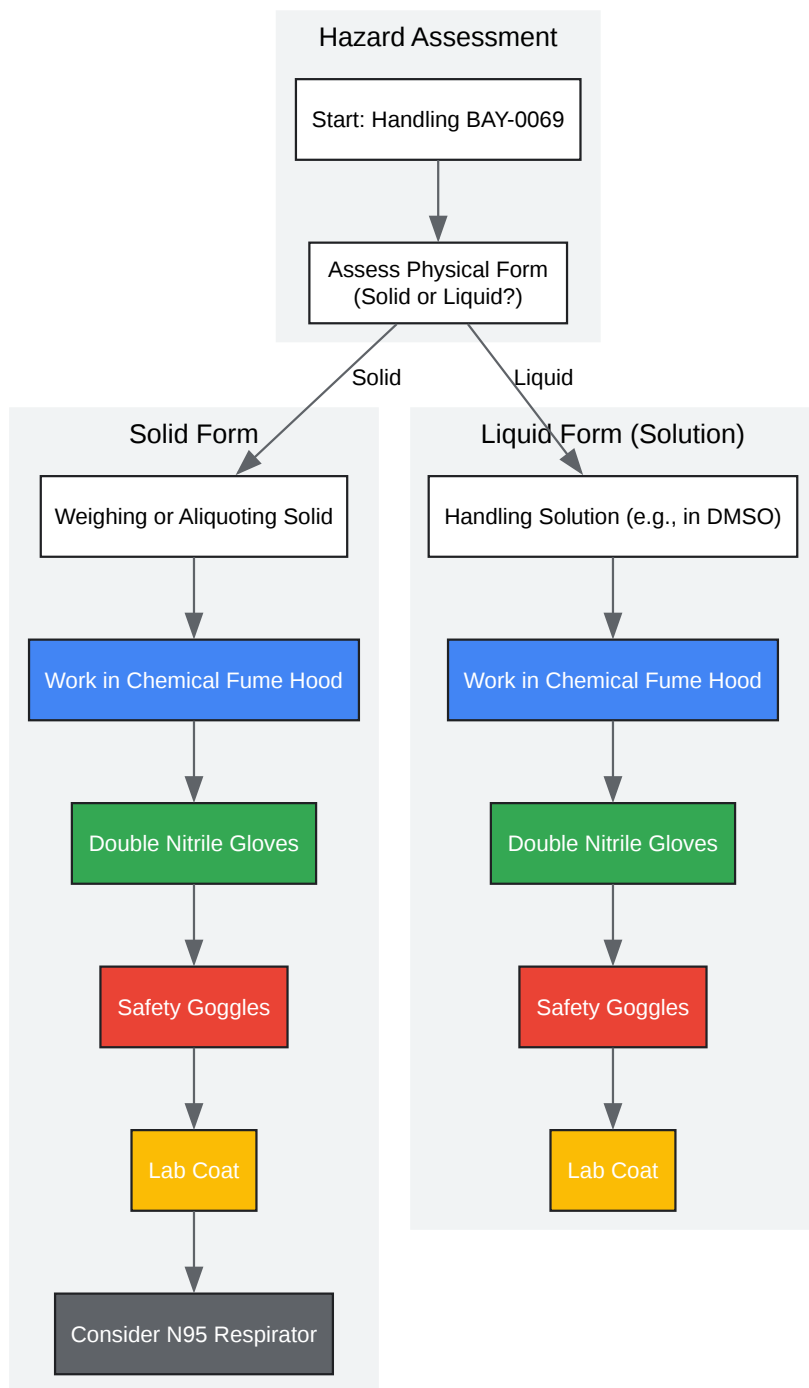 Hazard Assessment
Start: Handling BAY-0069
Assess Physical Form
(Solid or Liquid?)
Solid
Liquid
Solid Form
Weighing or Aliquoting Solid
Work in Chemical Fume Hood
Double Nitrile Gloves
Safety Goggles
Lab Coat
Consider N95 Respirator
Liquid Form (Solution)
Handling Solution (e.g., in DMSO)
Work in Chemical Fume Hood
Double Nitrile Gloves
Safety Goggles
Lab Coat